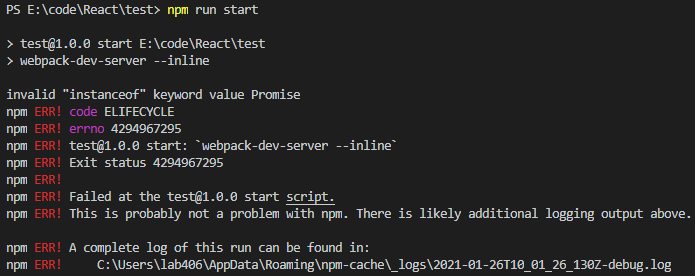 PS E:\code\React\test> npm run start
> test@1.0.0 start E:\code\React\test
> webpack-dev-server --inline
invalid "instanceof" keyword value Promise
npm ERR! code ELIFECYCLE
npm ERR! errno 4294967295
npm ERR! test@1.0.0 start: `webpack-dev-server --inline`
npm ERR! Exit status 4294967295
npm ERR!
npm ERR! Failed at the test@1.0.0 start script.
npm ERR! This is probably not a problem with npm. There is likely additional logging output above.
npm ERR! A complete log of this run can be found in:
npm ERR!     C:\Users\lab406\AppData\Roaming\npm-cache\_logs\2021-01-26T10_01_26_130Z-debug.log